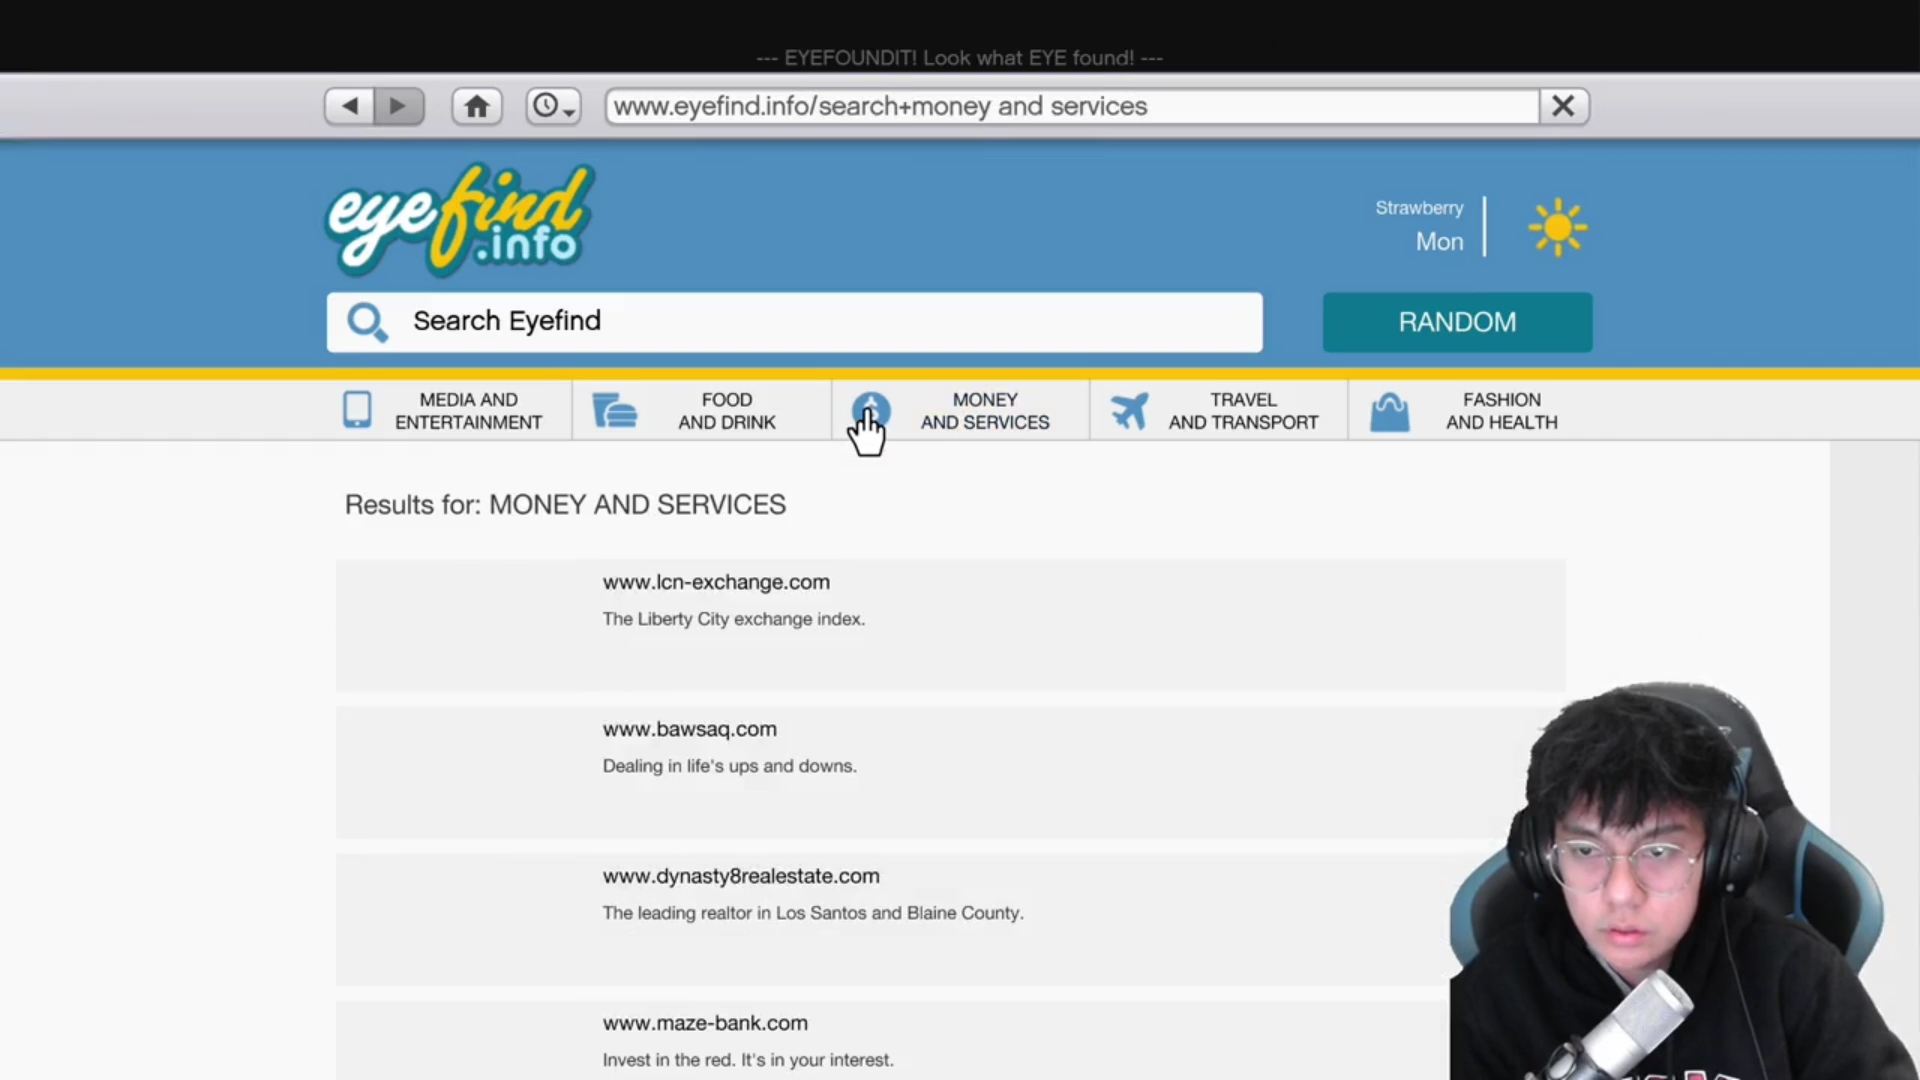 --- EYEFOUNDIT! Look what EYE found! ---
www.eyefind.info/search+money and services
eyefind
.info
Strawberry
Mon
Search Eyefind
RANDOM
MEDIA AND
ENTERTAINMENT
FOOD
AND DRINK
MONEY
AND SERVICES
TRAVEL
AND TRANSPORT
FASHION
AND HEALTH
Results for: MONEY AND SERVICES
www.lcn-exchange.com
The Liberty City exchange index.
www.bawsaq.com
Dealing in life's ups and downs.
www.dynasty8realestate.com
The leading realtor in Los Santos and Blaine County.
www.maze-bank.com
Invest in the red. It's in your interest.